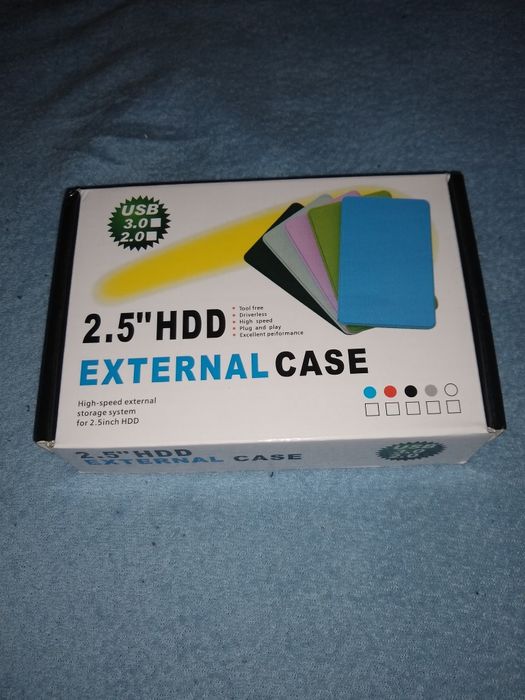 USB
3.0
2.0
2.5" HDD
• Tool free
• Driverless
• High speed
• Plug and play
• Excellent performance
EXTERNAL CASE
High-speed external
storage system
for 2.5inch HDD
2.5" HDD
EXTERNAL CASE